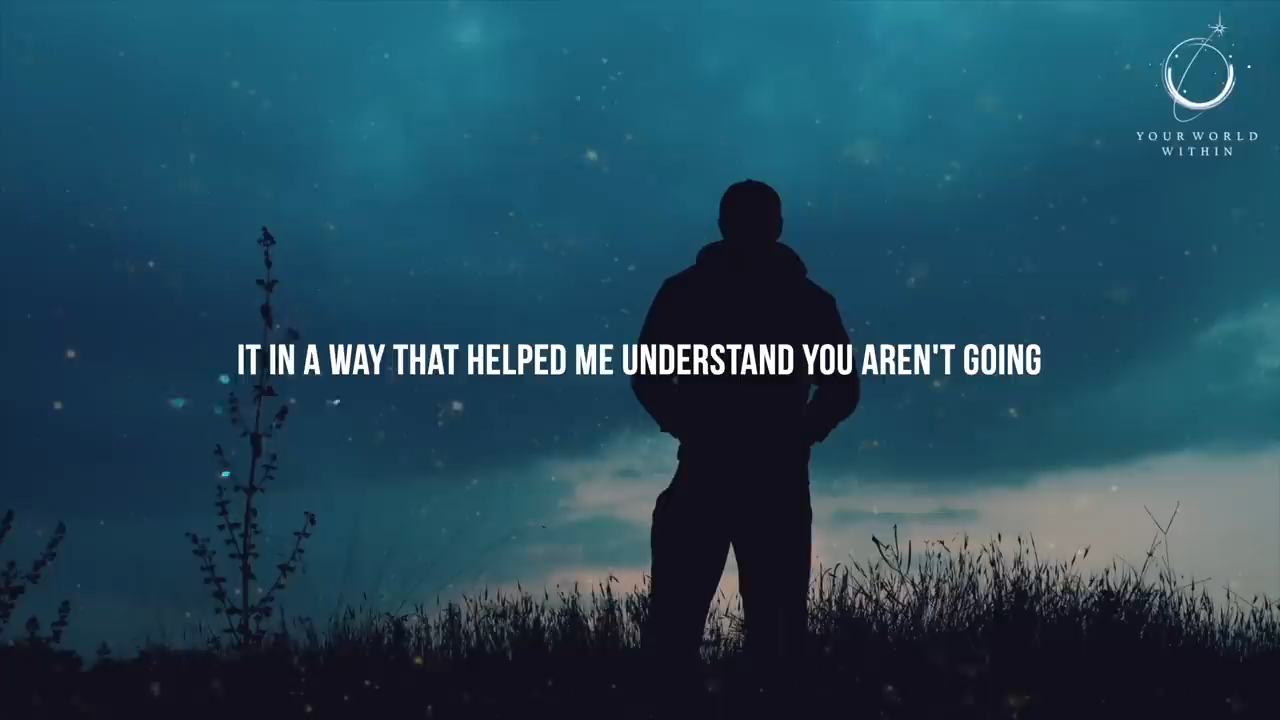 YOUR WORLD
WITHIN
IT IN A WAY THAT HELPED ME UNDERSTAND YOU AREN'T GOING